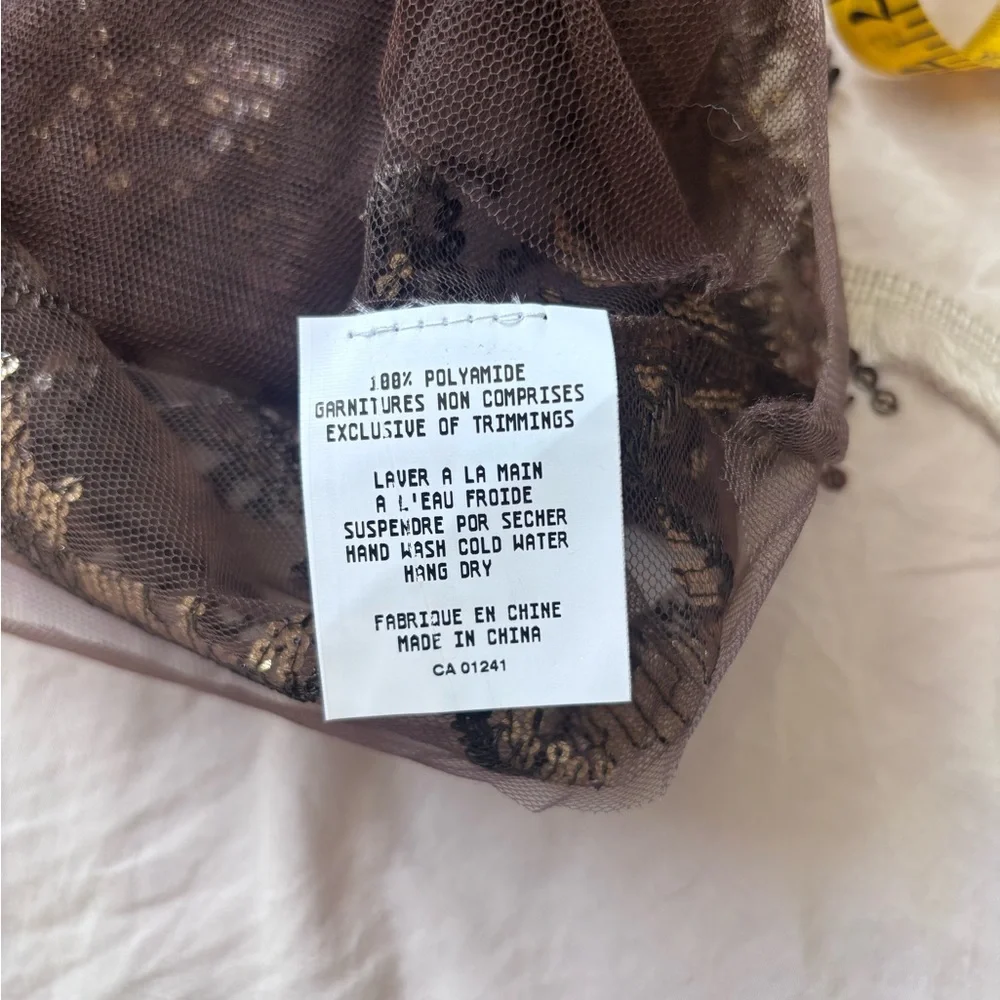 100% POLYAMIDE
GARNITURES NON COMPRISES
EXCLUSIVE OF TRIMMINGS
LAVER A LA MAIN
A L'EAU FROIDE
SUSPENDRE POR SECHER
HAND WASH COLD WATER
HANG DRY
FABRIQUE EN CHINE
MADE IN CHINA
CA 01241